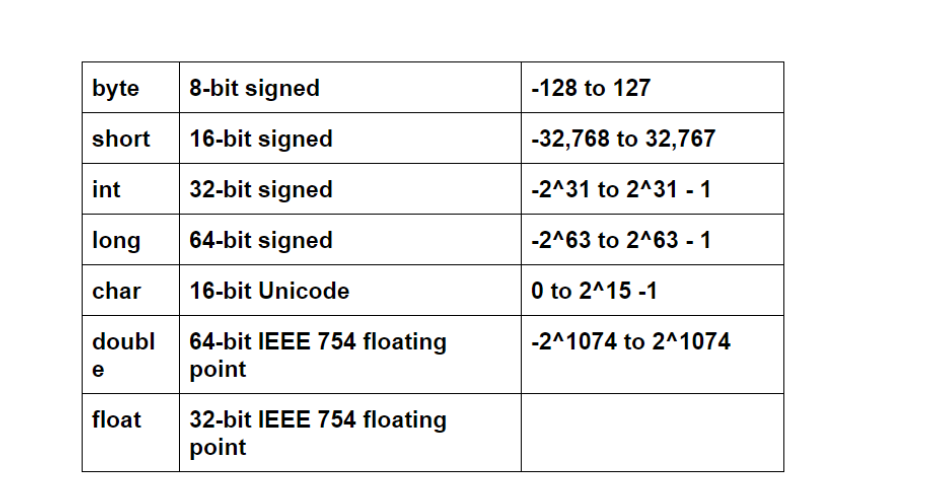 byte 8-bit signed -128 to 127
short 16-bit signed -32,768 to 32,767
int 32-bit signed -2^31 to 2^31 - 1
long 64-bit signed -2^63 to 2^63 - 1
char 16-bit Unicode 0 to 2^15 -1
doubl 64-bit IEEE 754 floating -2^1074 to 2^1074
e point
float 32-bit IEEE 754 floating
point